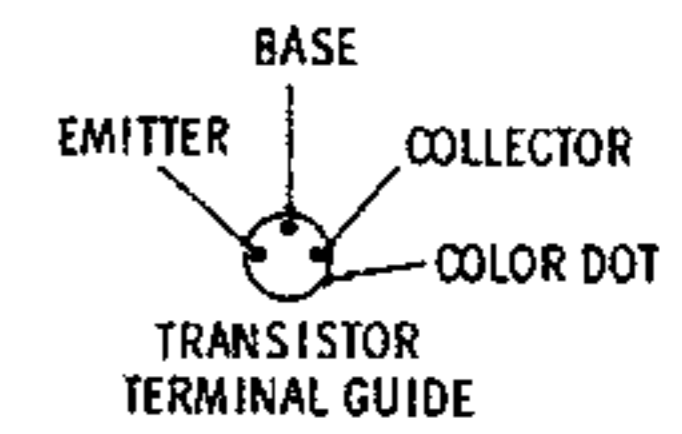 BASE
EMITTER
COLLECTOR
COLOR DOT
TRANSISTOR
TERMINAL GUIDE